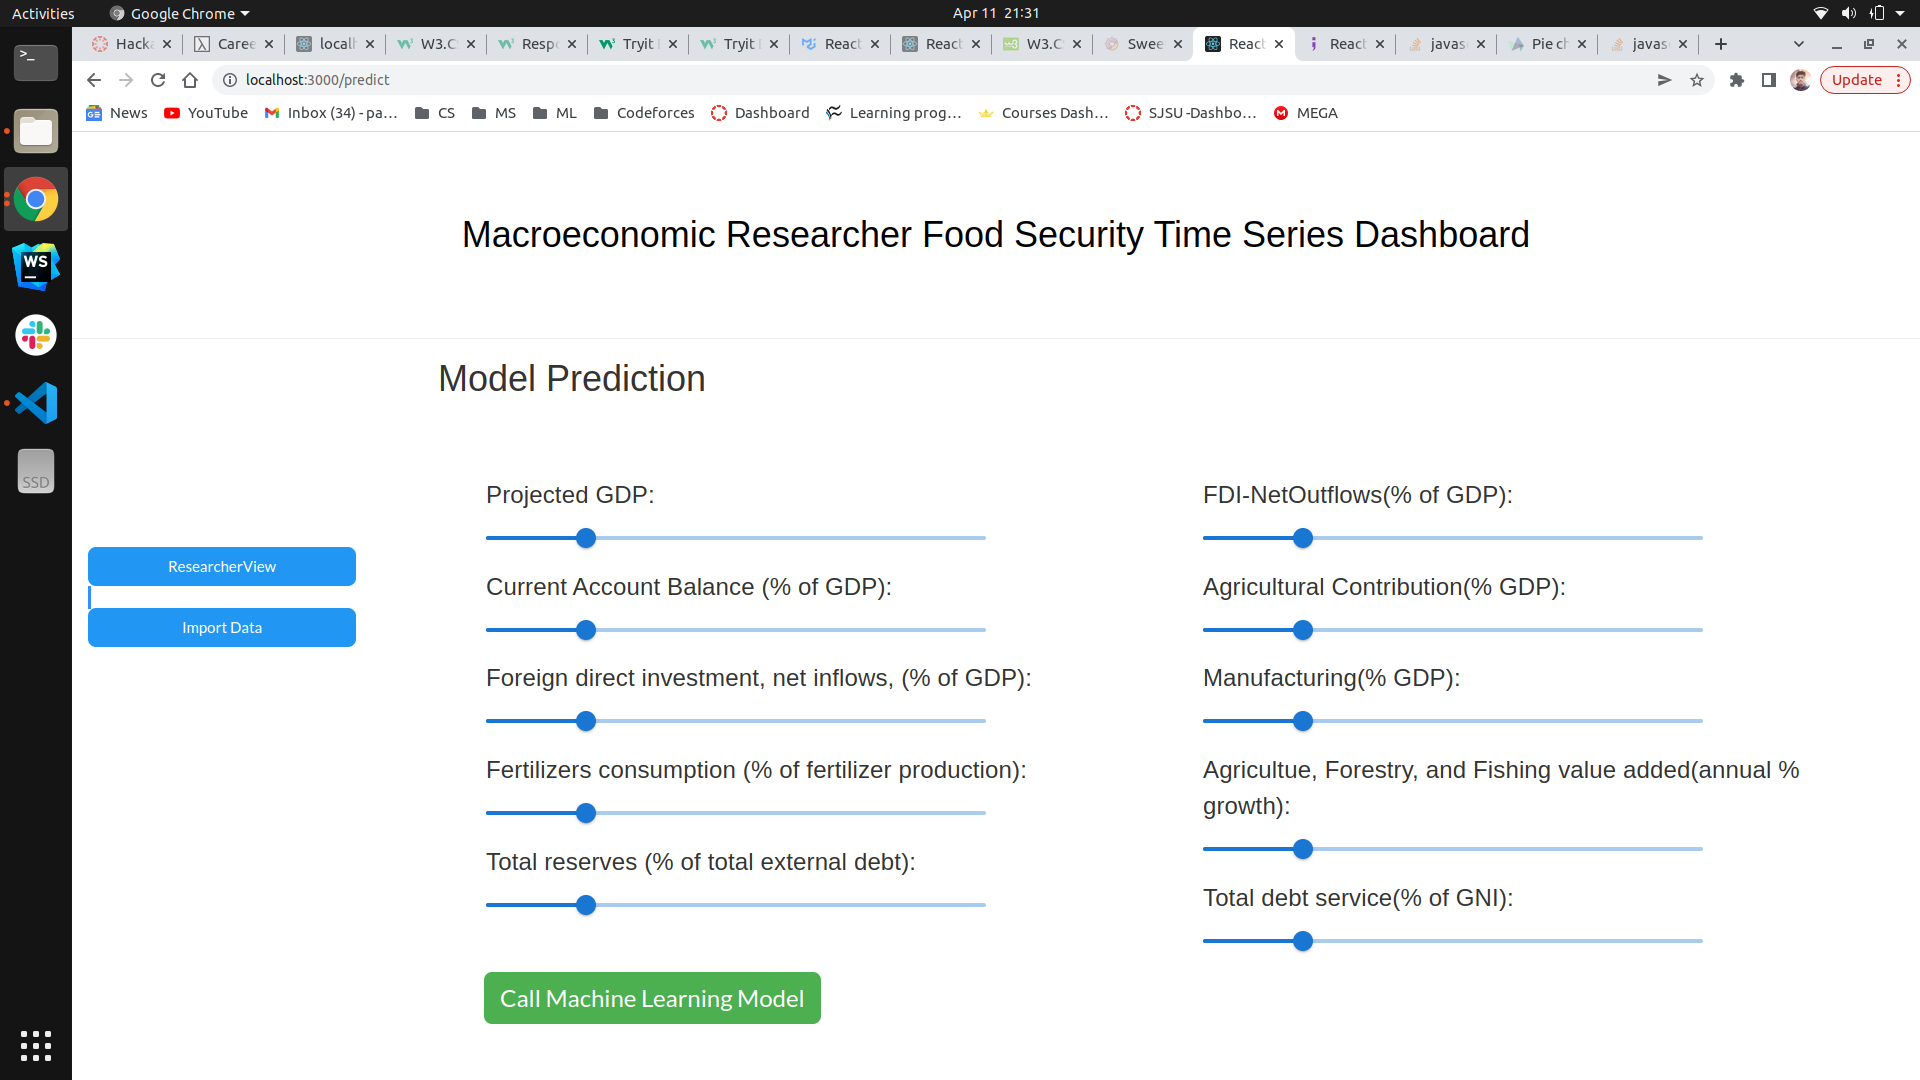 Activities
Google Chrome
Apr 11 21:31
Hacka
Caree
localh
W3.CS
Respo
Tryit
Tryit
React
React
W3.CS
Swee
React
React
javas
Pie ch
javas
localhost:3000/predict
Update
News
YouTube
Inbox (34) - pa...
CS
MS
ML
Codeforces
Dashboard
Learning prog...
Courses Dash...
SJSU -Dashbo...
MEGA
>_
WS
SSD
Macroeconomic Researcher Food Security Time Series Dashboard
ResearcherView
Import Data
Model Prediction
Projected GDP:
Current Account Balance (% of GDP):
Foreign direct investment, net inflows, (% of GDP):
Fertilizers consumption (% of fertilizer production):
Total reserves (% of total external debt):
FDI-NetOutflows(% of GDP):
Agricultural Contribution(% GDP):
Manufacturing(% GDP):
Agricultue, Forestry, and Fishing value added(annual %
growth):
Total debt service(% of GNI):
Call Machine Learning Model